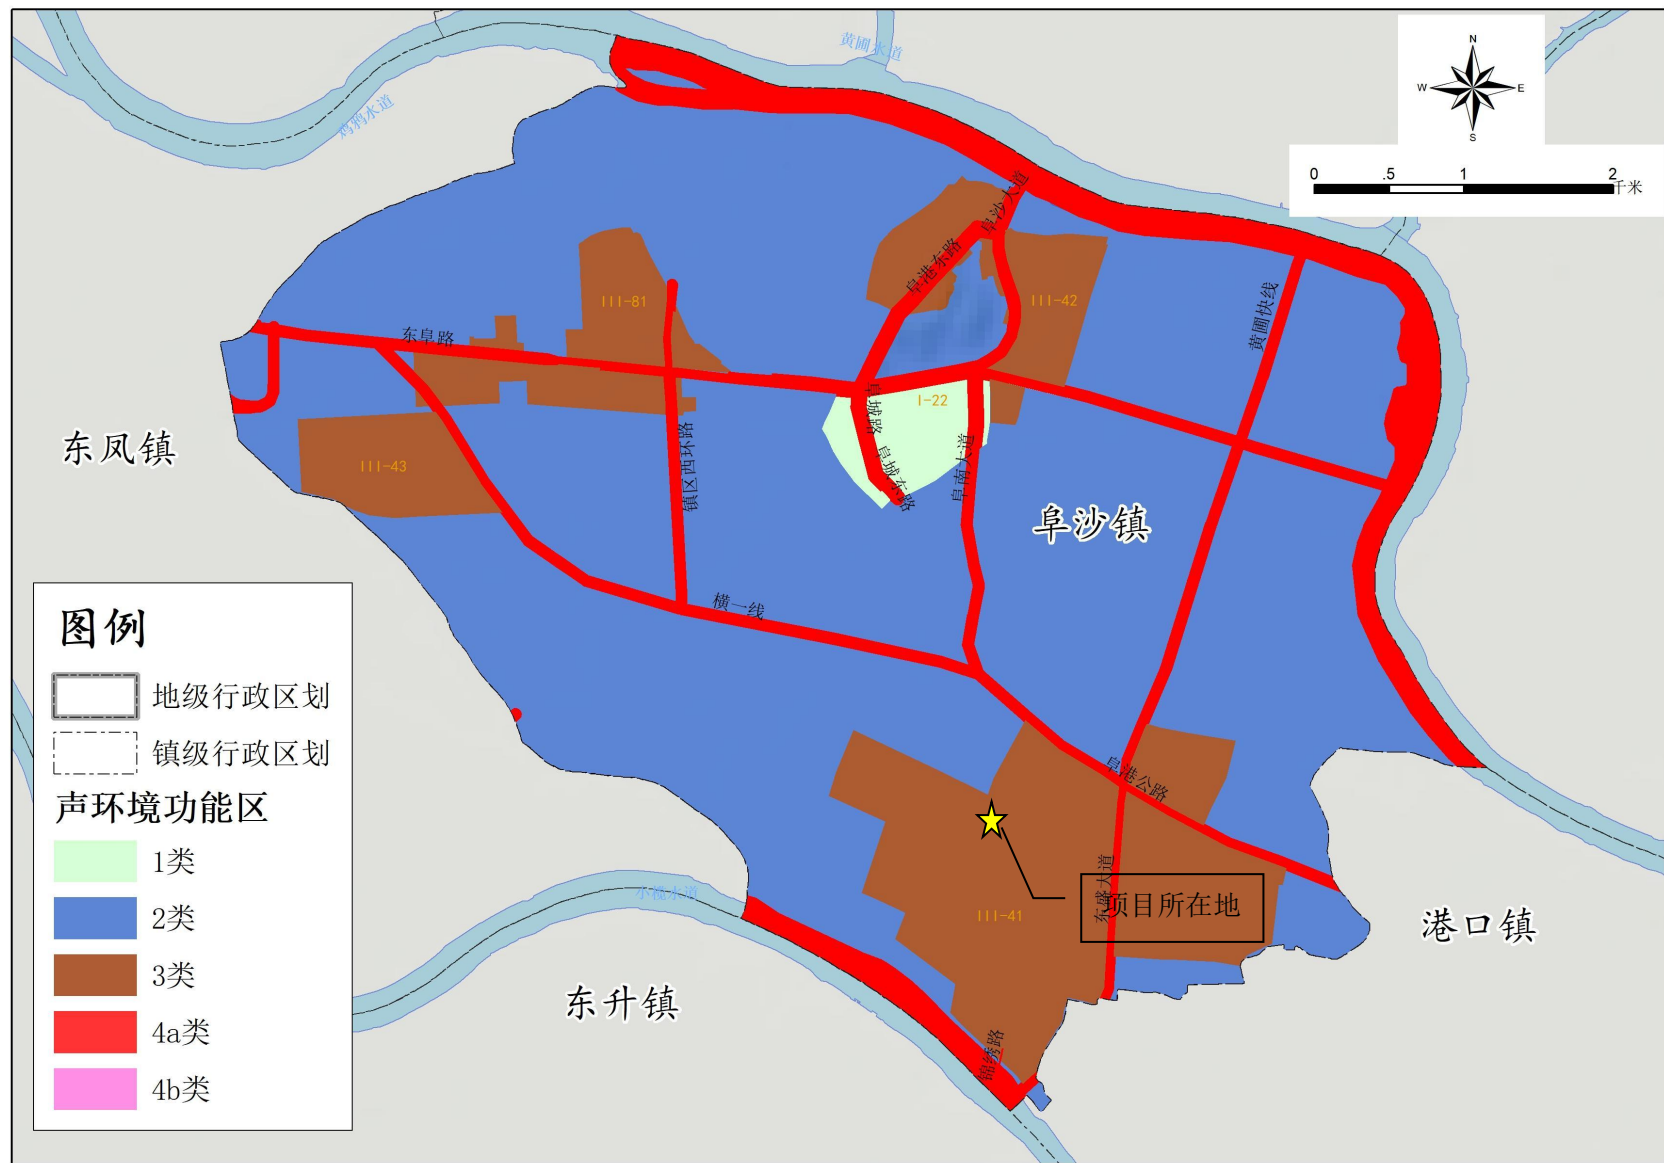 黄圃水道
鸡鸦水道
N
W
E
S
0
.5
1
2
千米
阜沙大道
阜港东路
III-81
III-42
黄圃快线
东阜路
I-22
阜城路
东凤镇
III-43
镇区西环路
阜城东路
阜南大道
阜沙镇
横一线
图例
地级行政区划
镇级行政区划
声环境功能区
1类
2类
3类
4a类
4b类
阜港公路
小榄水道
东盛大道
项目所在地
III-41
港口镇
东升镇
锦绣路